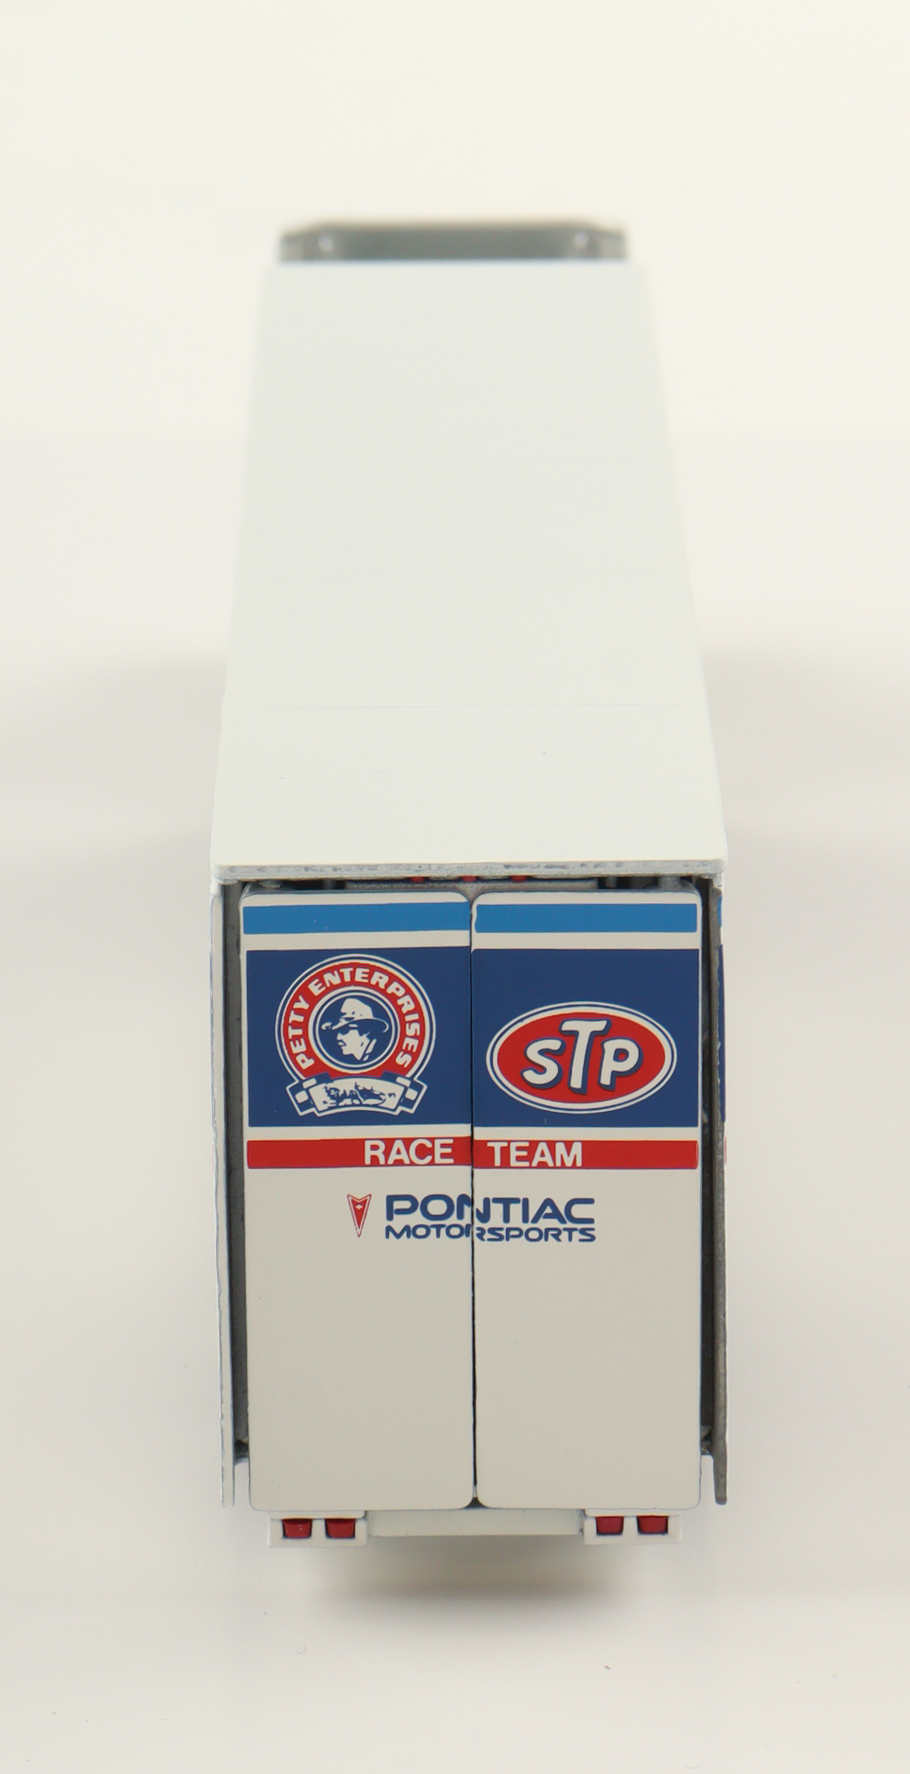 PETTY ENTERPRISES
STP
RACE TEAM
PONTIAC
MOTORSPORTS